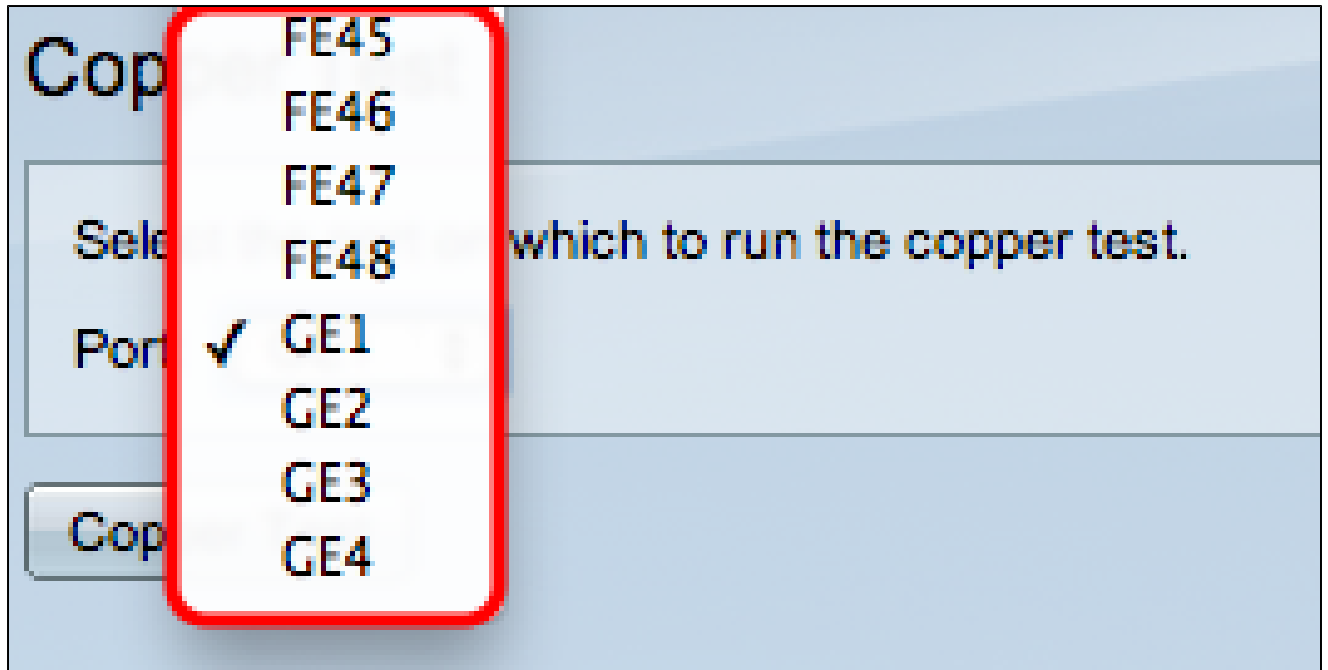 Cop
FE45
FE46
FE47
Sele which to run the copper test.
FE48
Port ✓ GE1
GE2
GE3
Cop
GE4